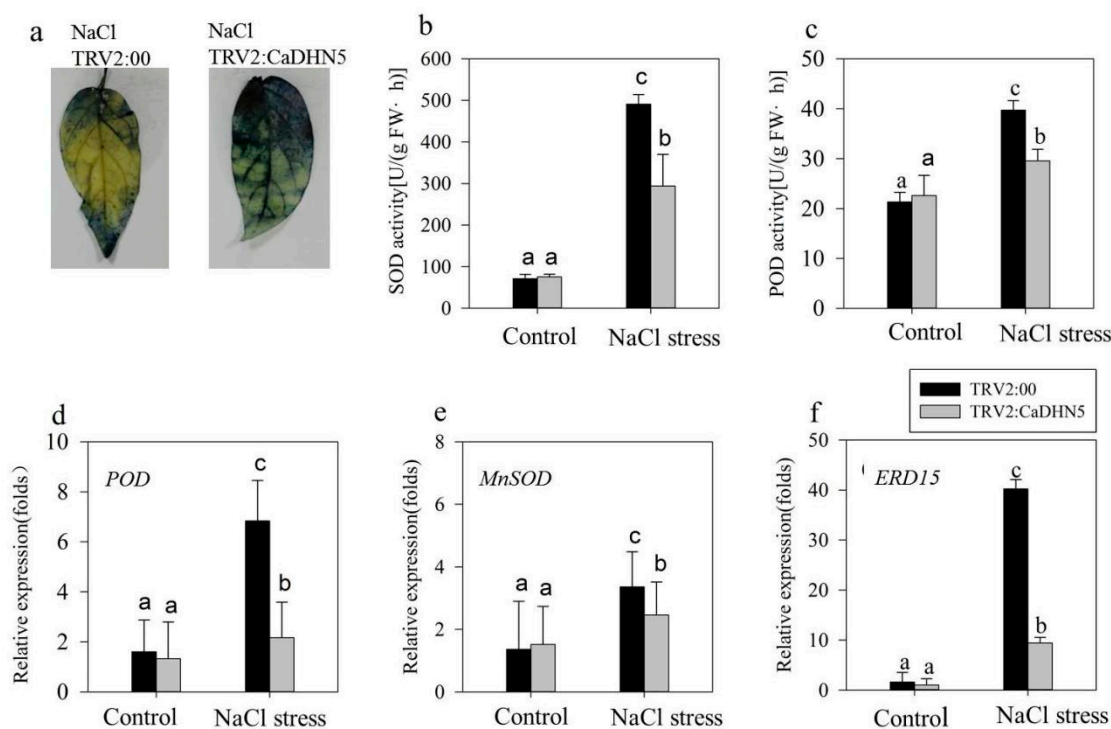 a
NaCl
TRV2:00
NaCl
TRV2:CaDHN5
b
SOD activity[U/(g FW· h)]
600
500
400
300
200
100
0
a
a
c
b
Control
NaCl stress
c
POD activity[U/(g FW· h)]
50
40
30
20
10
0
a
a
c
b
Control
NaCl stress
TRV2:00
TRV2:CaDHN5
d
Relative expression(folds)
10
8
6
4
2
0
POD
a
a
c
b
Control
NaCl stress
e
Relative expression(folds)
8
6
4
2
0
MnSOD
a
a
c
b
Control
NaCl stress
f
Relative expression(folds)
50
40
30
20
10
0
ERD15
a
a
c
b
Control
NaCl stress